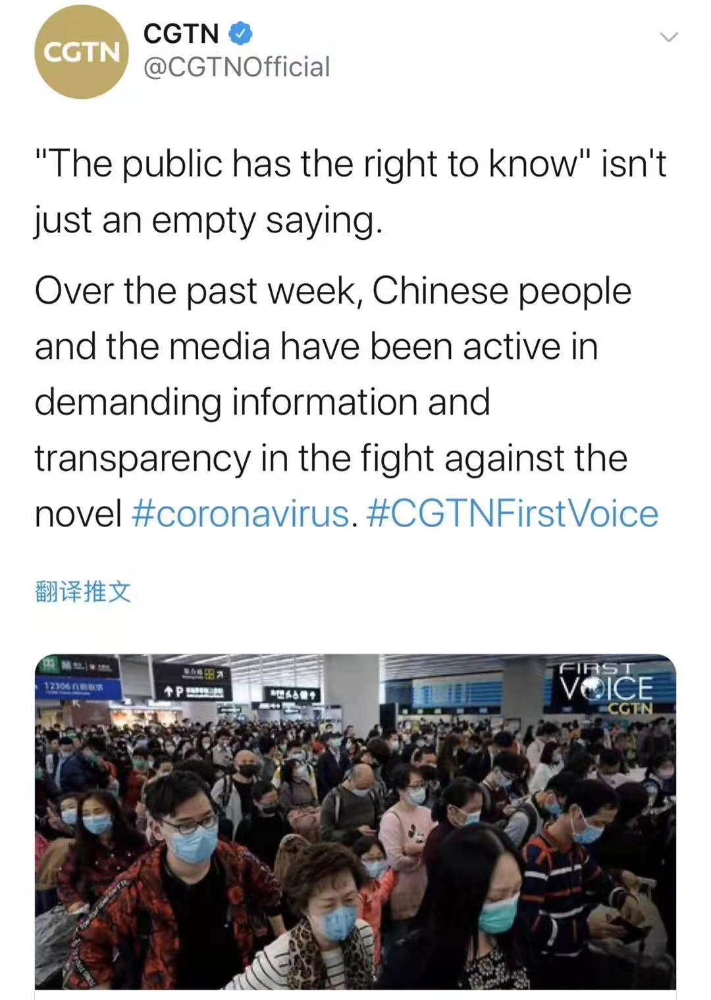 CGTN
CGTN
@CGTNOfficial
"The public has the right to know" isn't
just an empty saying.
Over the past week, Chinese people
and the media have been active in
demanding information and
transparency in the fight against the
novel #coronavirus. #CGTNFirstVoice
翻译推文
FIRST
VOICE
CGTN
12306
P